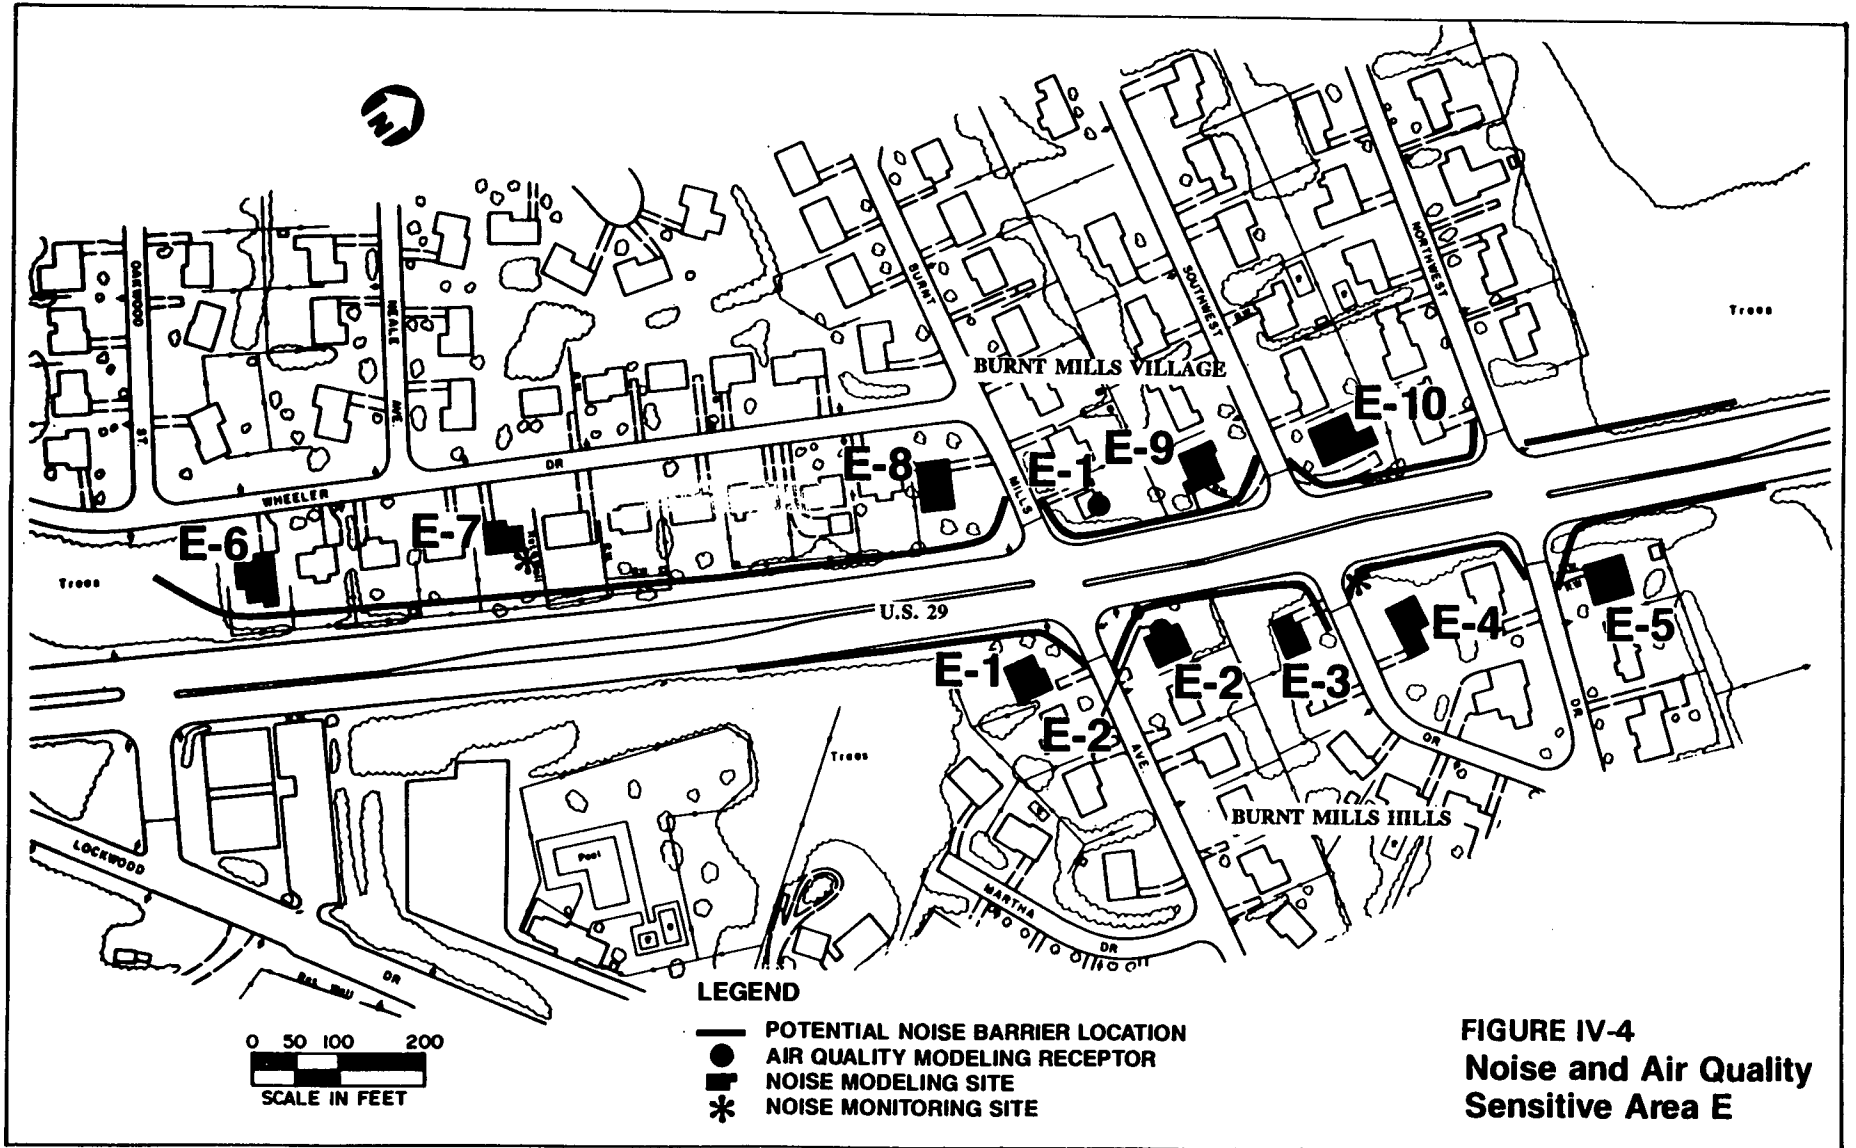 N
OAKWOOD ST.
NEALE AVE.
BURNT
SOUTHWEST
NORTHWEST
Trees
BURNT MILLS VILLAGE
E-10
E-9
E-8
E-1
MILLS
DR
WHEELER
E-7
E-6
Trees
U.S. 29
E-4
E-5
E-1
E-2
E-3
E-2
AVE.
DR
DR
Trees
BURNT MILLS HILLS
LOCKWOOD
Pool
MARTHA
DR
DR
Ret. Wall
LEGEND
POTENTIAL NOISE BARRIER LOCATION
AIR QUALITY MODELING RECEPTOR
NOISE MODELING SITE
NOISE MONITORING SITE
0 50 100 200
SCALE IN FEET
FIGURE IV-4
Noise and Air Quality
Sensitive Area E